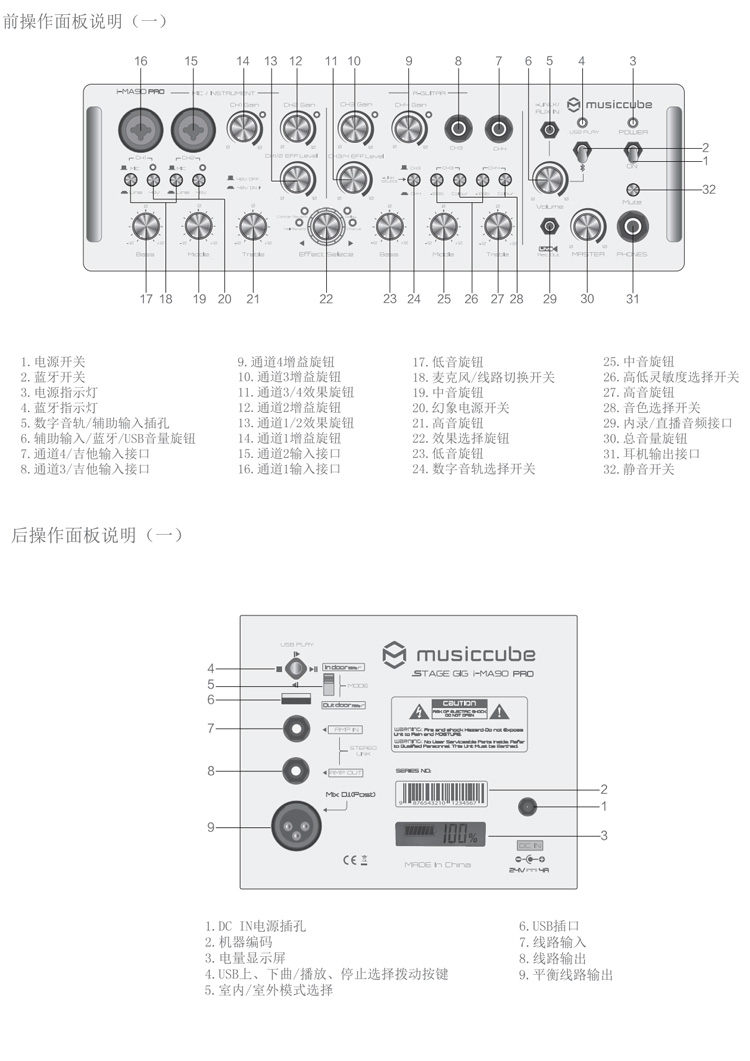 前操作面板说明（一）
16 15 14 13 12 11 10 9 8 7 6 5 4 3
i-MA90 PRO MIC / INSTRUMENT A-GUITAR
musiccube
CH1 Gain CH2 Gain CH3 Gain CH4 Gain
AUX IN
USB PLAY POWER
CH3 CH4
ON
2
1
32
CH1/2 EFF.Level CH3/4 EFF.Level
Volume
Mute
Bass Middle Treble Effect Select Bass Middle Treble
MASTER PHONES
17 18 19 20 21 22 23 24 25 26 27 28 29 30 31
1.电源开关
2.蓝牙开关
3.电源指示灯
4.蓝牙指示灯
5.数字音轨/辅助输入插孔
6.辅助输入/蓝牙/USB音量旋钮
7.通道4/吉他输入接口
8.通道3/吉他输入接口
9.通道4增益旋钮
10.通道3增益旋钮
11.通道3/4效果旋钮
12.通道2增益旋钮
13.通道1/2效果旋钮
14.通道1增益旋钮
15.通道2输入接口
16.通道1输入接口
17.低音旋钮
18.麦克风/线路切换开关
19.中音旋钮
20.幻象电源开关
21.高音旋钮
22.效果选择旋钮
23.低音旋钮
24.数字音轨选择开关
25.中音旋钮
26.高低灵敏度选择开关
27.高音旋钮
28.音色选择开关
29.内录/直播音频接口
30.总音量旋钮
31.耳机输出接口
32.静音开关
后操作面板说明（一）
USB PLAY
musiccube
STAGE GIG i-MA90 PRO
4
5
6
7
8
9
MODE
AMP IN
STEREO
LINK
AMP OUT
Mix D.I.(Post)
CAUTION
RISK OF ELECTRIC SHOCK
DO NOT OPEN
Warning: Fire and shock Hazard-Do not Expose
Unit to Rain and MOISTURE.
Warning: No User Serviceable Parts Inside. Refer
to Qualified Personnel. This Unit Must be Earthed.
SERIES NO.
9 876543210 1234567
2
1
3
100%
DC IN
24V 4A
CE
MADE In China
1.DC IN电源插孔
2.机器编码
3.电量显示屏
4.USB上、下曲/播放、停止选择拨动按键
5.室内/室外模式选择
6.USB插口
7.线路输入
8.线路输出
9.平衡线路输出